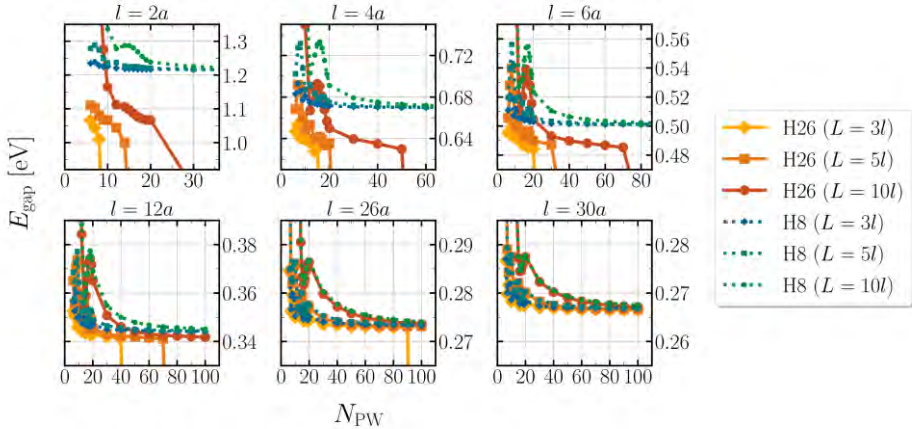 l = 2a
l = 4a
l = 6a
1.3
1.2
1.1
1.0
0 10 20 30
0.72
0.68
0.64
0 20 40 60
0.56
0.54
0.52
0.50
0.48
0 20 40 60 80
E_gap [eV]
l = 12a
l = 26a
l = 30a
0.38
0.36
0.34
0 20 40 60 80 100
0.29
0.28
0.27
0 20 40 60 80 100
0.28
0.27
0.26
0 20 40 60 80 100
N_PW
H26 (L = 3l)
H26 (L = 5l)
H26 (L = 10l)
H8 (L = 3l)
H8 (L = 5l)
H8 (L = 10l)